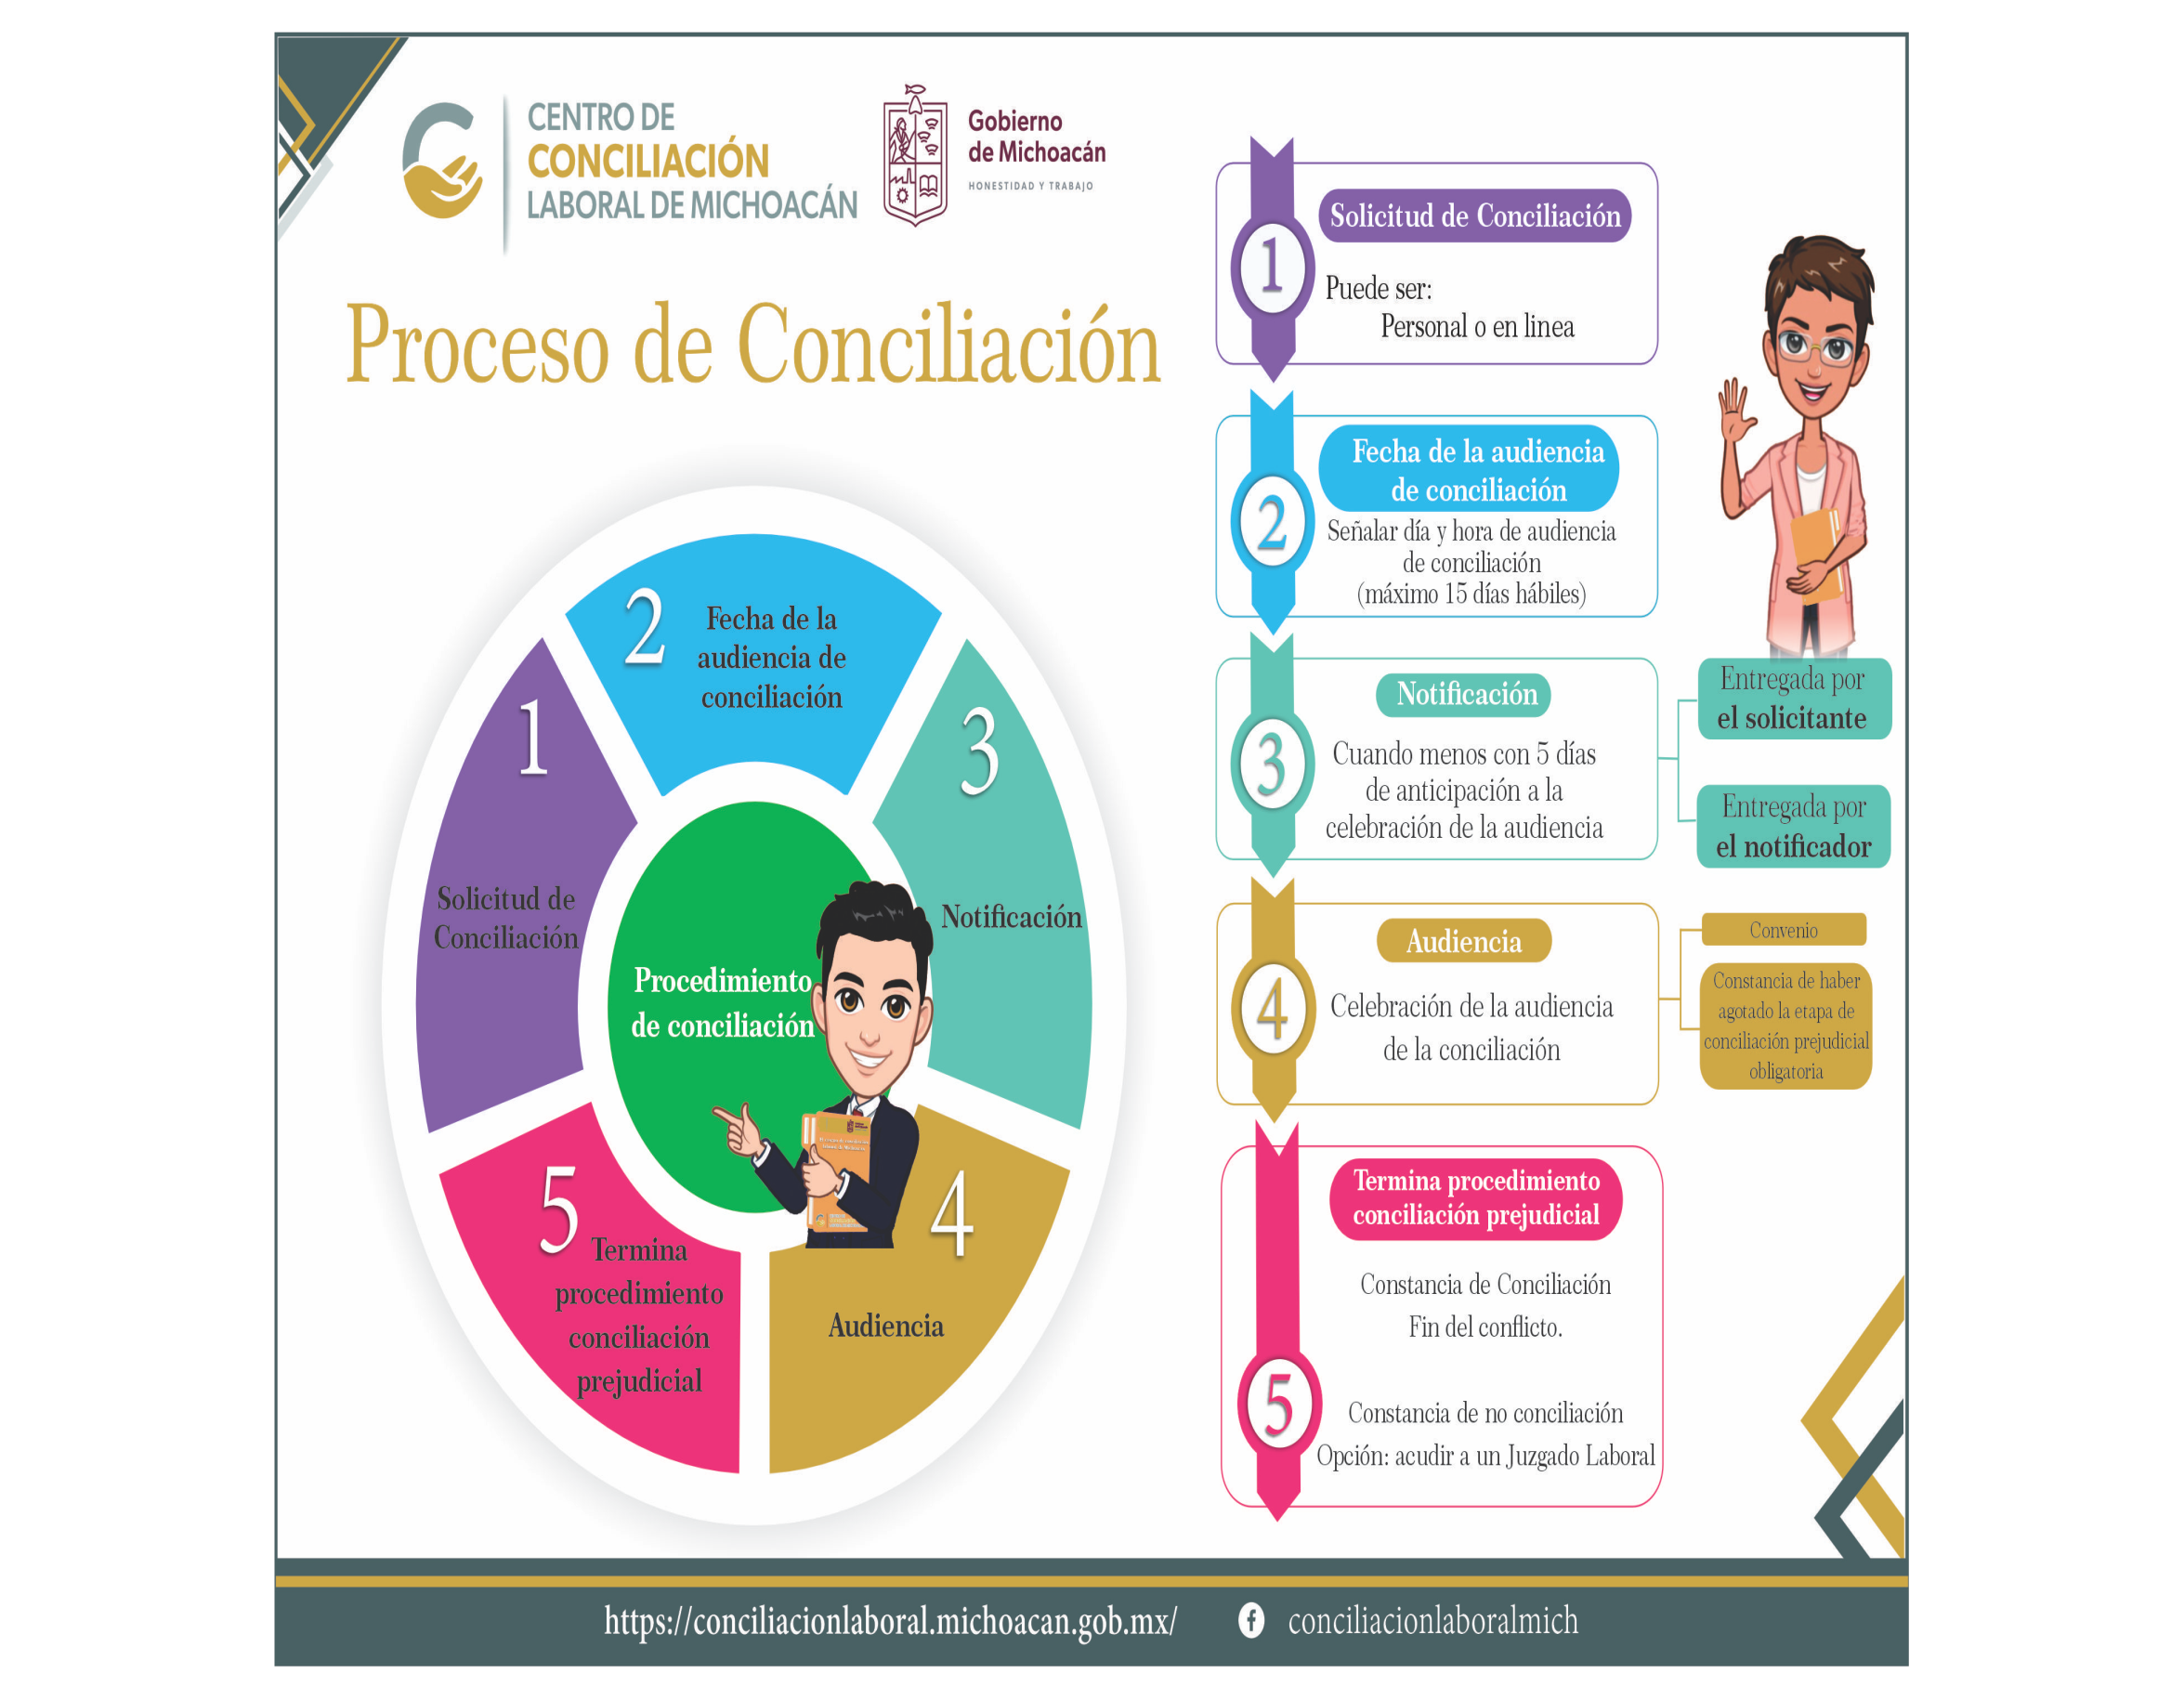 CENTRO DE
CONCILIACIÓN
LABORAL DE MICHOACÁN
Gobierno
de Michoacán
HONESTIDAD Y TRABAJO
Proceso de Conciliación
1
Solicitud de
Conciliación
2
Fecha de la
audiencia de
conciliación
3
Notificación
4
Audiencia
5
Termina
procedimiento
conciliación
prejudicial
Procedimiento
de conciliación
1
Solicitud de Conciliación
Puede ser:
Personal o en linea
2
Fecha de la audiencia
de conciliación
Señalar día y hora de audiencia
de conciliación
(máximo 15 días hábiles)
3
Notificación
Cuando menos con 5 días
de anticipación a la
celebración de la audiencia
Entregada por
el solicitante
Entregada por
el notificador
4
Audiencia
Celebración de la audiencia
de la conciliación
Convenio
Constancia de haber
agotado la etapa de
conciliación prejudicial
obligatoria
5
Termina procedimiento
conciliación prejudicial
Constancia de Conciliación
Fin del conflicto.
Constancia de no conciliación
Opción: acudir a un Juzgado Laboral
https://conciliacionlaboral.michoacan.gob.mx/
conciliacionlaboralmich